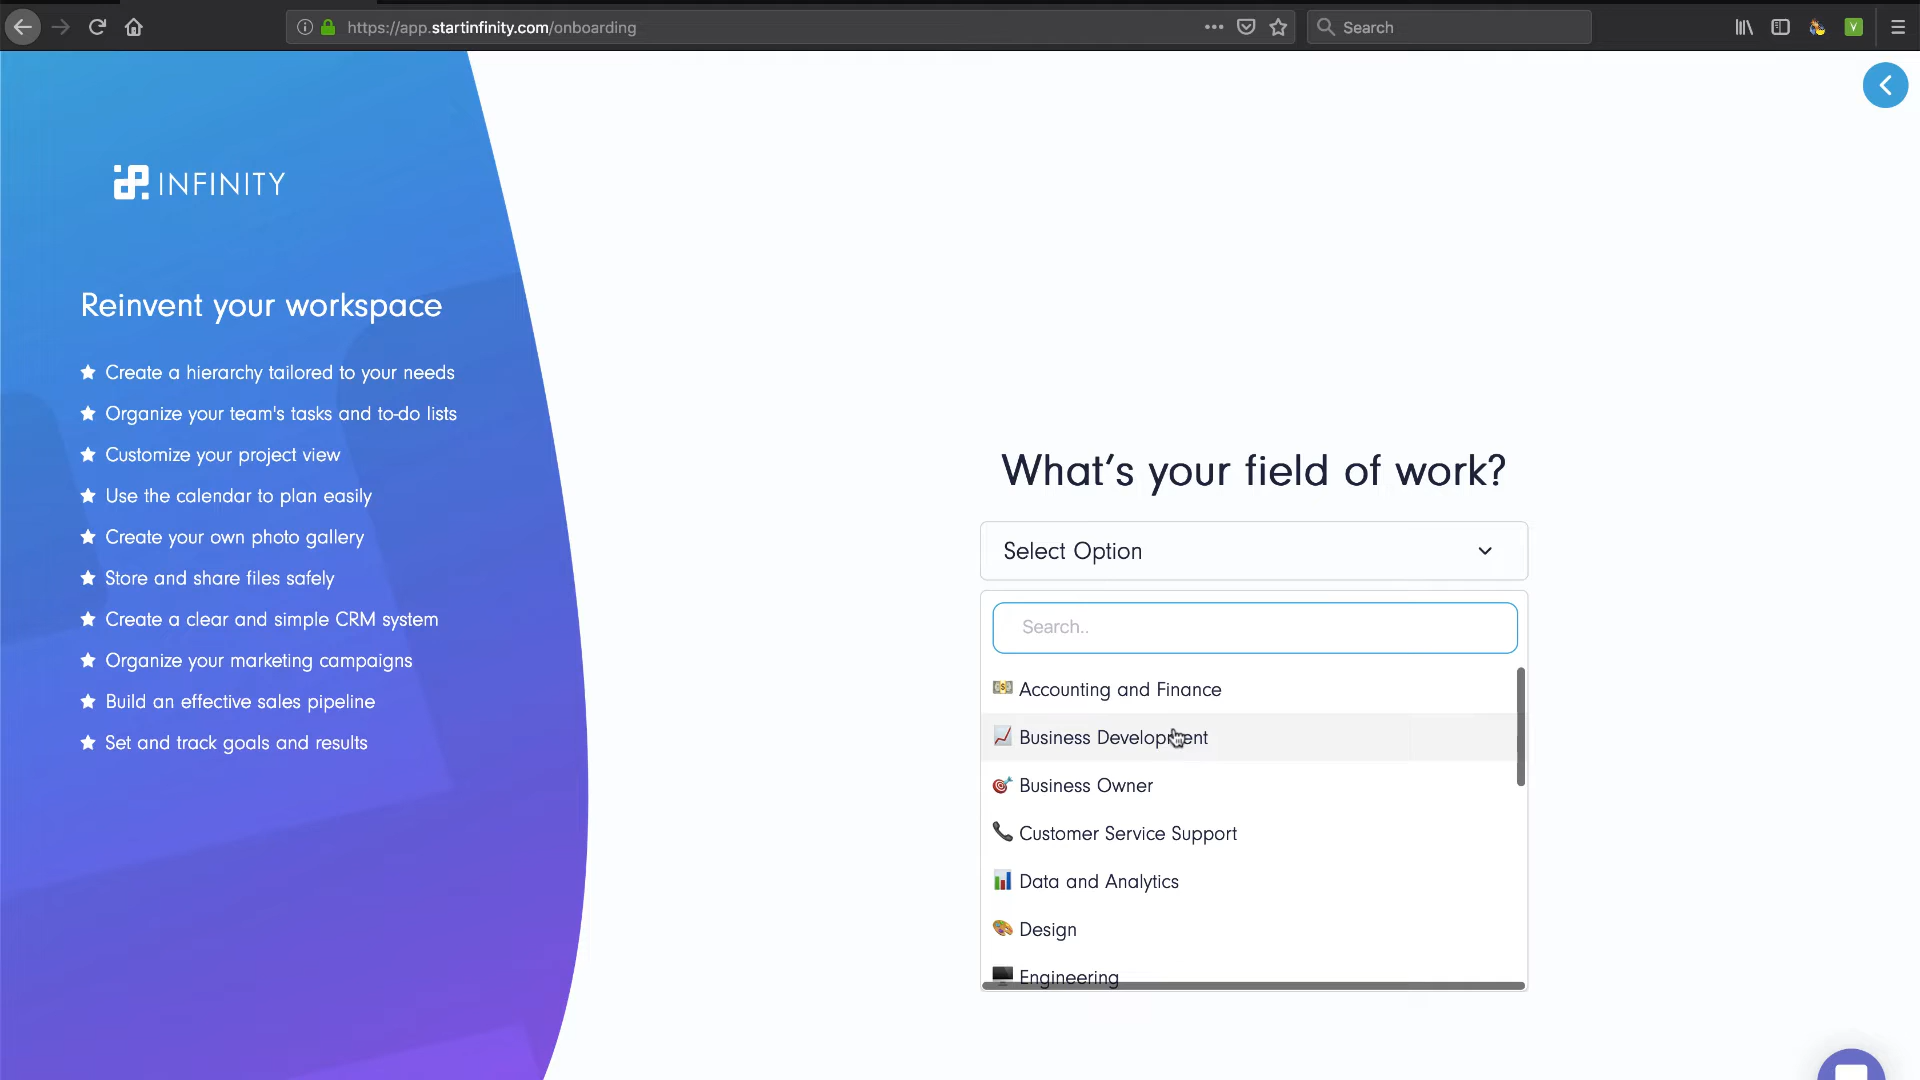 https://app.startinfinity.com/onboarding
Search
INFINITY
Reinvent your workspace
Create a hierarchy tailored to your needs
Organize your team's tasks and to-do lists
Customize your project view
Use the calendar to plan easily
Create your own photo gallery
Store and share files safely
Create a clear and simple CRM system
Organize your marketing campaigns
Build an effective sales pipeline
Set and track goals and results
What's your field of work?
Select Option
Search..
Accounting and Finance
Business Development
Business Owner
Customer Service Support
Data and Analytics
Design
Engineering